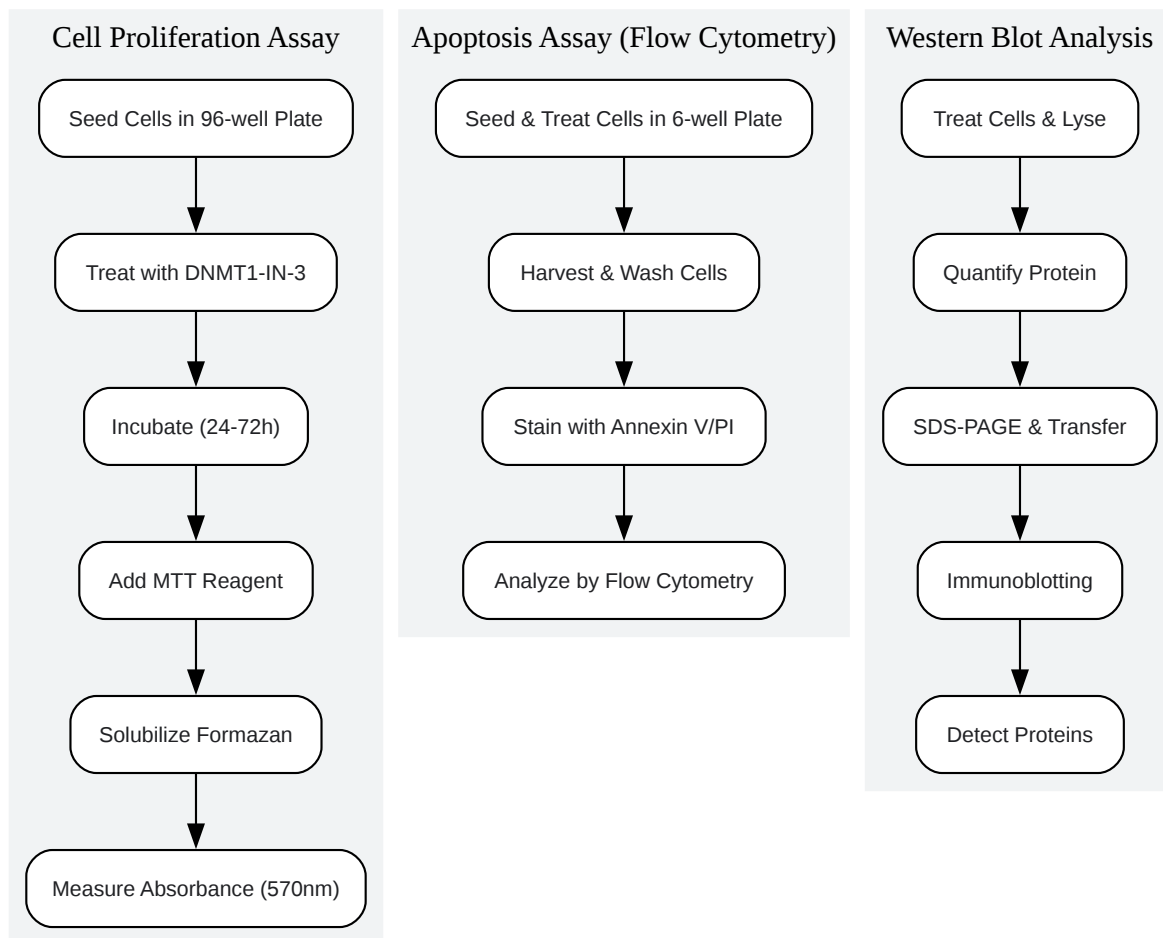 Cell Proliferation Assay
Seed Cells in 96-well Plate
Treat with DNMT1-IN-3
Incubate (24-72h)
Add MTT Reagent
Solubilize Formazan
Measure Absorbance (570nm)
Apoptosis Assay (Flow Cytometry)
Seed & Treat Cells in 6-well Plate
Harvest & Wash Cells
Stain with Annexin V/PI
Analyze by Flow Cytometry
Western Blot Analysis
Treat Cells & Lyse
Quantify Protein
SDS-PAGE & Transfer
Immunoblotting
Detect Proteins